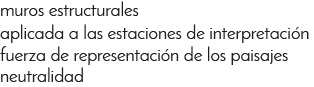 muros estructurales
aplicada a las estaciones de interpretación
fuerza de representación de los paisajes
neutralidad